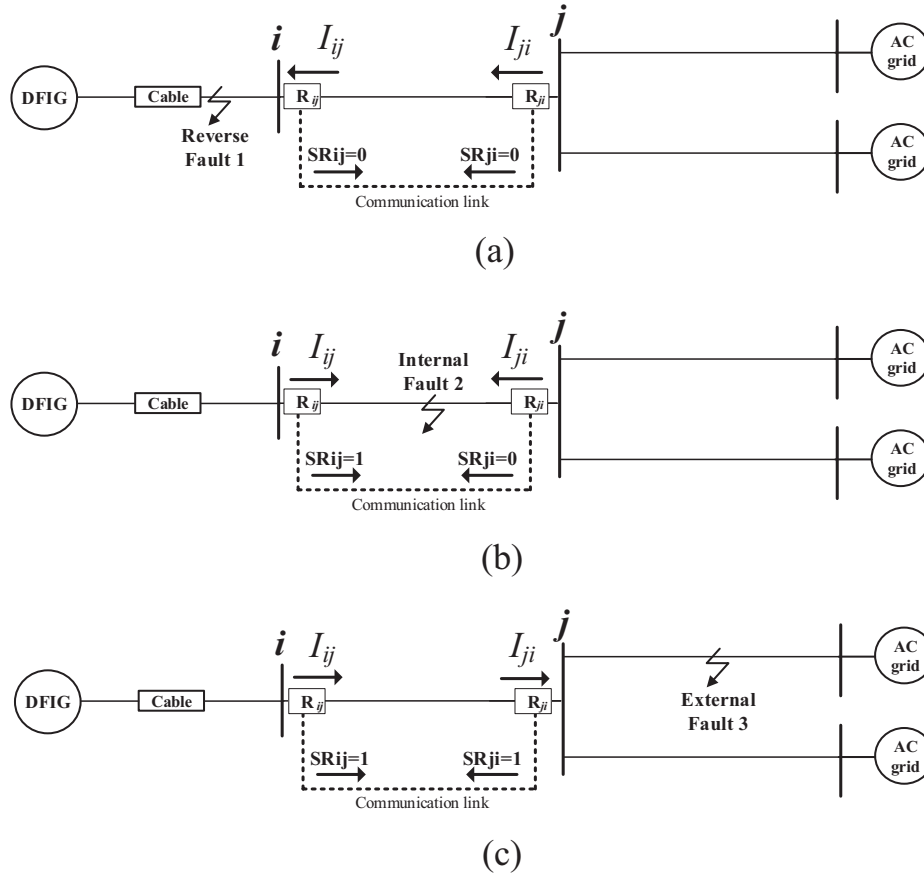 i
I_ij
I_ji
j
AC
grid
DFIG
Cable
R_ij
R_ji
Reverse
Fault 1
SRij=0
SRji=0
AC
grid
Communication link
(a)
i
I_ij
Internal
Fault 2
I_ji
j
AC
grid
DFIG
Cable
R_ij
R_ji
SRij=1
SRji=0
AC
grid
Communication link
(b)
i
I_ij
I_ji
j
AC
grid
DFIG
Cable
R_ij
R_ji
External
Fault 3
SRij=1
SRji=1
AC
grid
Communication link
(c)